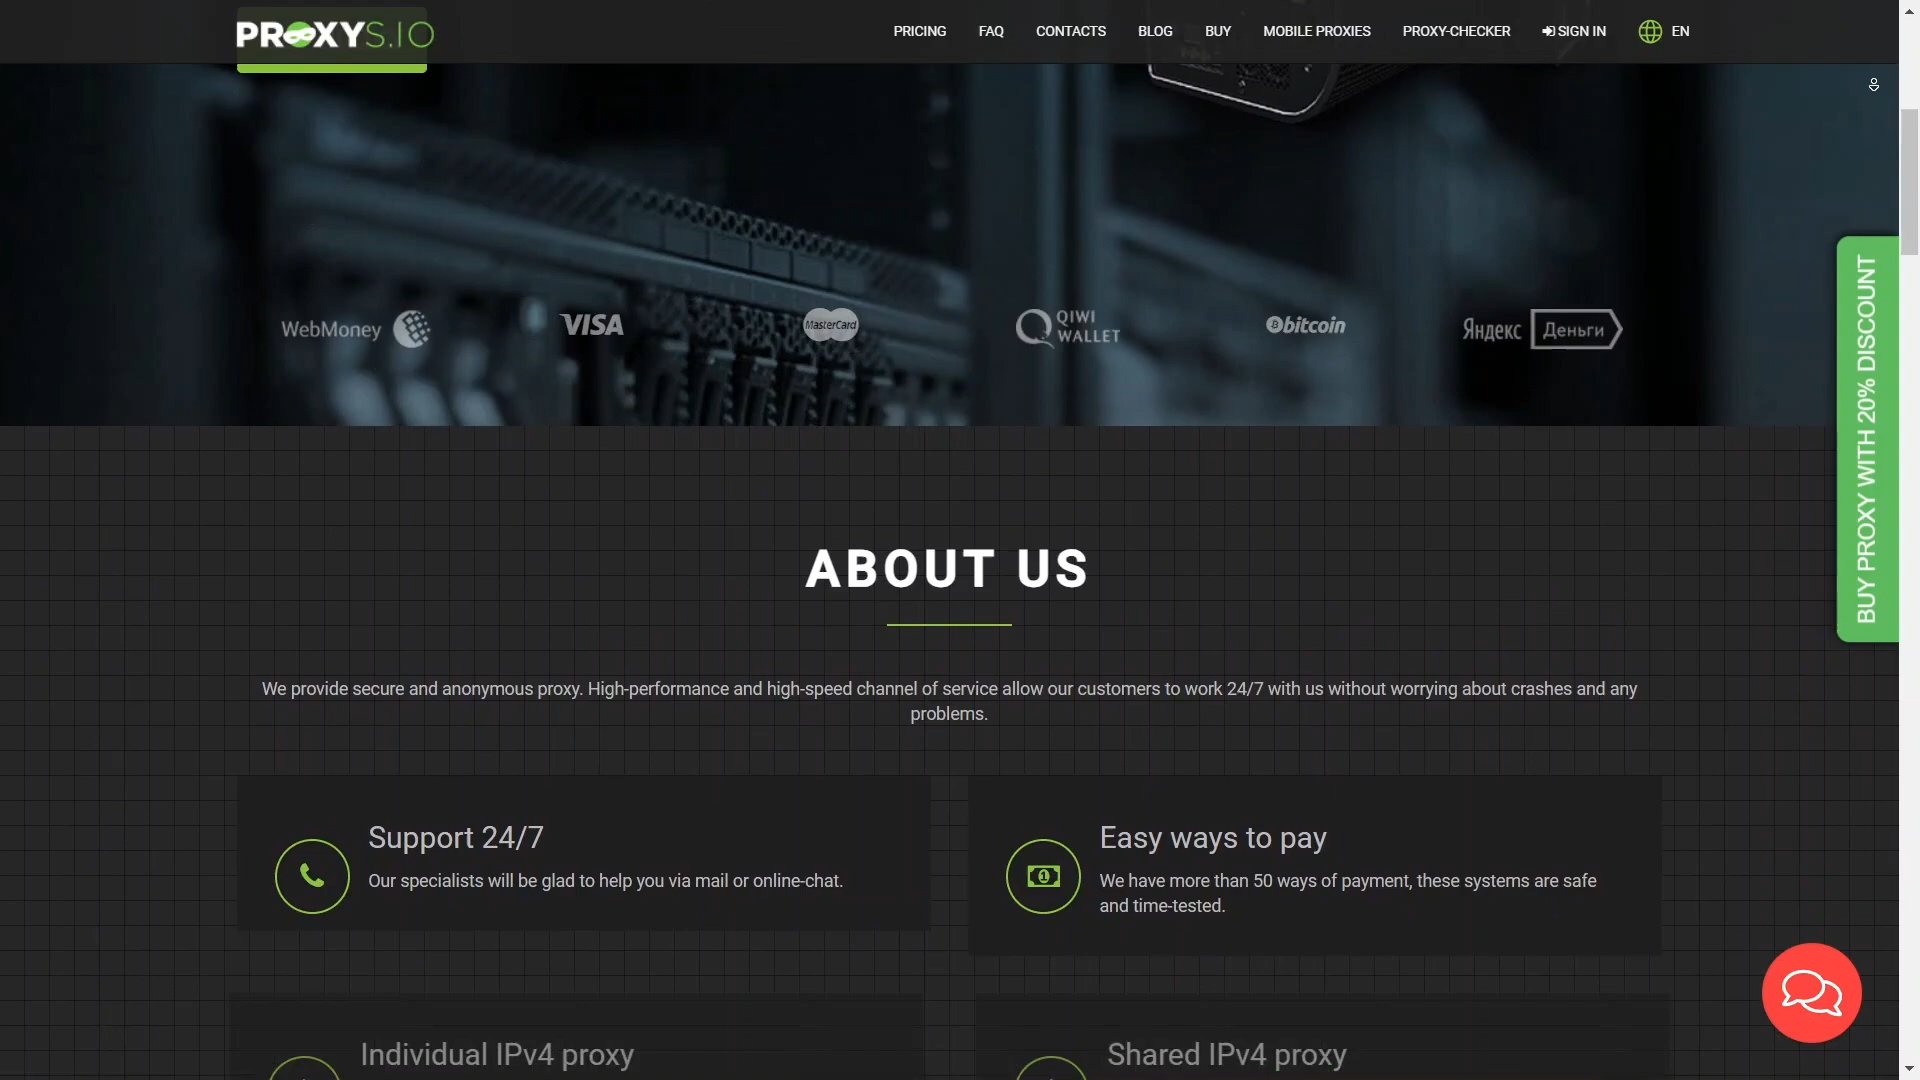 PROXYS.IO
PRICING FAQ CONTACTS BLOG BUY MOBILE PROXIES PROXY-CHECKER SIGN IN EN
WebMoney VISA MasterCard QIWI WALLET bitcoin Яндекс Деньги
BUY PROXY WITH 20% DISCOUNT
ABOUT US
We provide secure and anonymous proxy. High-performance and high-speed channel of service allow our customers to work 24/7 with us without worrying about crashes and any
problems.
Support 24/7
Our specialists will be glad to help you via mail or online-chat.
Easy ways to pay
We have more than 50 ways of payment, these systems are safe
and time-tested.
Individual IPv4 proxy
Shared IPv4 proxy